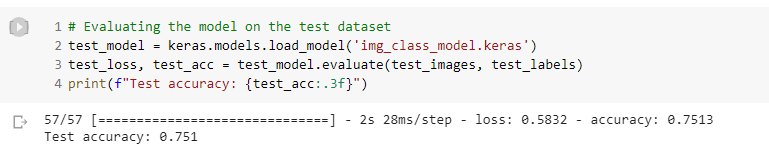 1 # Evaluating the model on the test dataset
2 test_model = keras.models.load_model('img_class_model.keras')
3 test_loss, test_acc = test_model.evaluate(test_images, test_labels)
4 print(f"Test accuracy: {test_acc:.3f}")
57/57 [==============================] - 2s 28ms/step - loss: 0.5832 - accuracy: 0.7513
Test accuracy: 0.751